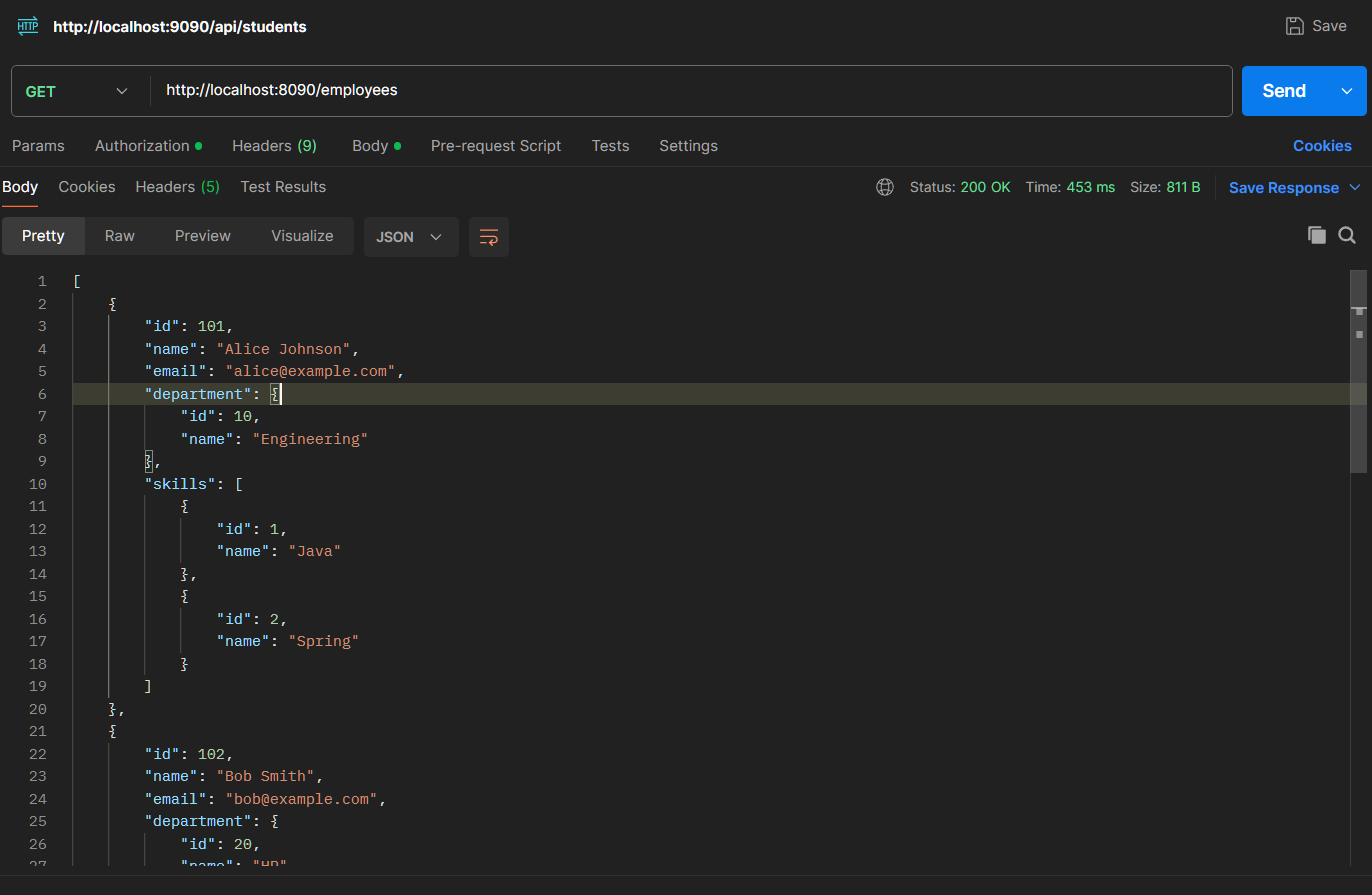 HTTP http://localhost:9090/api/students Save
GET http://localhost:8090/employees Send
Params Authorization Headers (9) Body Pre-request Script Tests Settings Cookies
Body Cookies Headers (5) Test Results Status: 200 OK Time: 453 ms Size: 811 B Save Response
Pretty Raw Preview Visualize JSON
1 [
2 {
3 "id": 101,
4 "name": "Alice Johnson",
5 "email": "alice@example.com",
6 "department": {
7 "id": 10,
8 "name": "Engineering"
9 },
10 "skills": [
11 {
12 "id": 1,
13 "name": "Java"
14 },
15 {
16 "id": 2,
17 "name": "Spring"
18 }
19 ]
20 },
21 {
22 "id": 102,
23 "name": "Bob Smith",
24 "email": "bob@example.com",
25 "department": {
26 "id": 20,
27 "name": "HR"